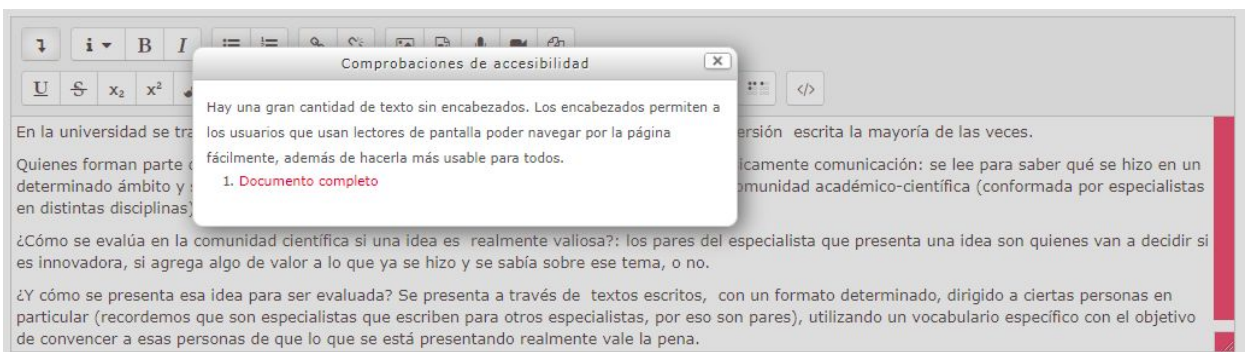 i B I
U S x₂ x² </>
Comprobaciones de accesibilidad
Hay una gran cantidad de texto sin encabezados. Los encabezados permiten a
los usuarios que usan lectores de pantalla poder navegar por la página
fácilmente, además de hacerla más usable para todos.
1. Documento completo
En la universidad se escrita la mayoría de las veces.
Quienes forman parte comunicación: se lee para saber qué se hizo en un
determinado ámbito y académico-científica (conformada por especialistas
en distintas disciplinas)
¿Cómo se evalúa en la comunidad científica si una idea es realmente valiosa?: los pares del especialista que presenta una idea son quienes van a decidir si
es innovadora, si agrega algo de valor a lo que ya se hizo y se sabía sobre ese tema, o no.
¿Y cómo se presenta esa idea para ser evaluada? Se presenta a través de textos escritos, con un formato determinado, dirigido a ciertas personas en
particular (recordemos que son especialistas que escriben para otros especialistas, por eso son pares), utilizando un vocabulario específico con el objetivo
de convencer a esas personas de que lo que se está presentando realmente vale la pena.